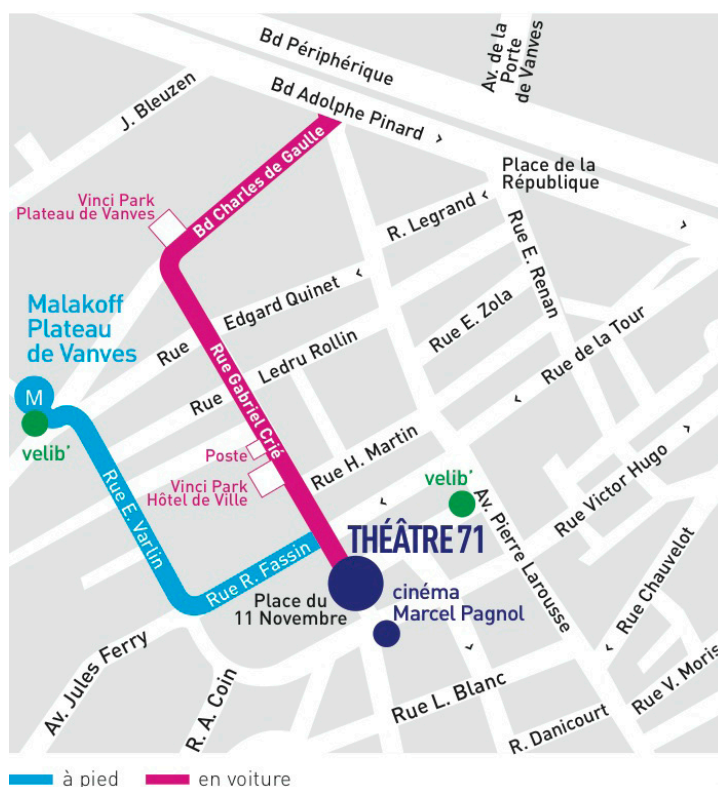 Bd Périphérique
Av. de la
Porte
de Vanves
J. Bleuzen
Bd Adolphe Pinard
Bd Charles de Gaulle
Place de la
République
Vinci Park
Plateau de Vanves
R. Legrand
Rue E. Renan
Malakoff
Plateau
de Vanves
Rue Edgard Quinet
Rue E. Zola
Rue de la Tour
Rue Ledru Rollin
Rue Gabriel Crié
M
velib'
Poste
Rue H. Martin
Vinci Park
Hôtel de Ville
velib'
Rue Victor Hugo
Rue E. Varlin
THÉÂTRE 71
Av. Pierre Larousse
Rue R. Fassin
Place du
11 Novembre
cinéma
Marcel Pagnol
Rue Chauvelot
Av. Jules Ferry
R. A. Coin
Rue L. Blanc
Rue V. Moris
R. Danicourt
à pied
en voiture